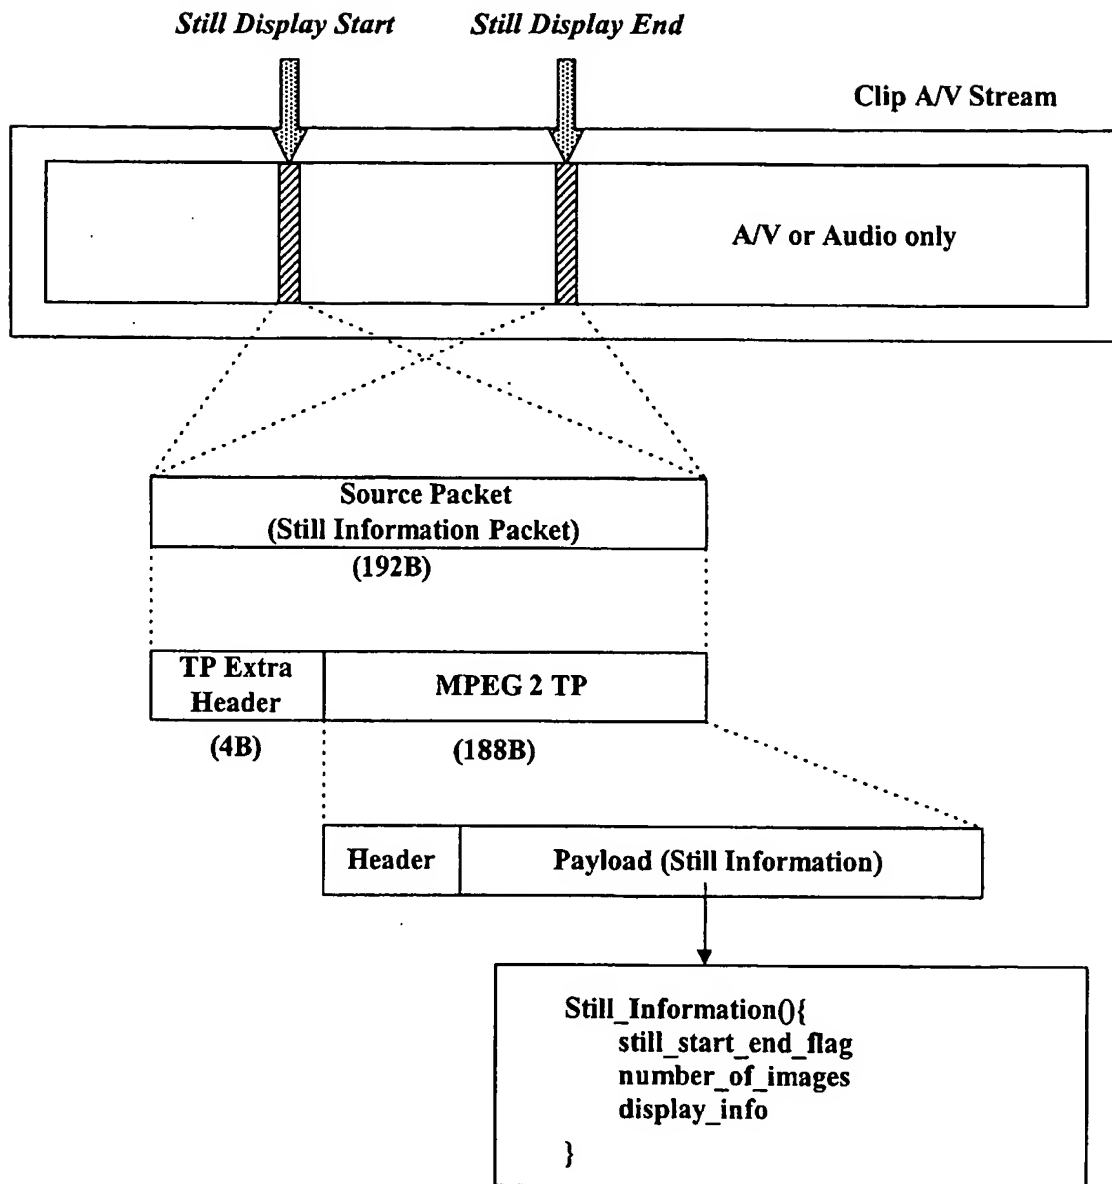 Still Display Start
Still Display End
Clip A/V Stream
A/V or Audio only
Source Packet
(Still Information Packet)
(192B)
TP Extra
Header
MPEG 2 TP
(4B)
(188B)
Header
Payload (Still Information)
Still_Information(){
still_start_end_flag
number_of_images
display_info
}